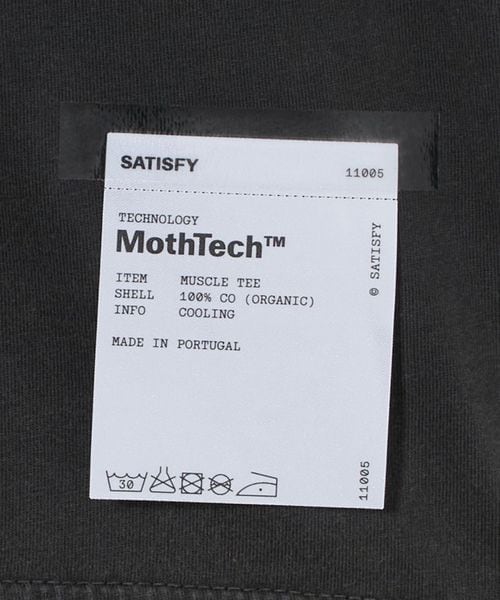 SATISFY
11005
TECHNOLOGY
MothTech™
ITEM MUSCLE TEE
SHELL 100% CO (ORGANIC)
INFO COOLING
MADE IN PORTUGAL
© SATISFY
30
11005